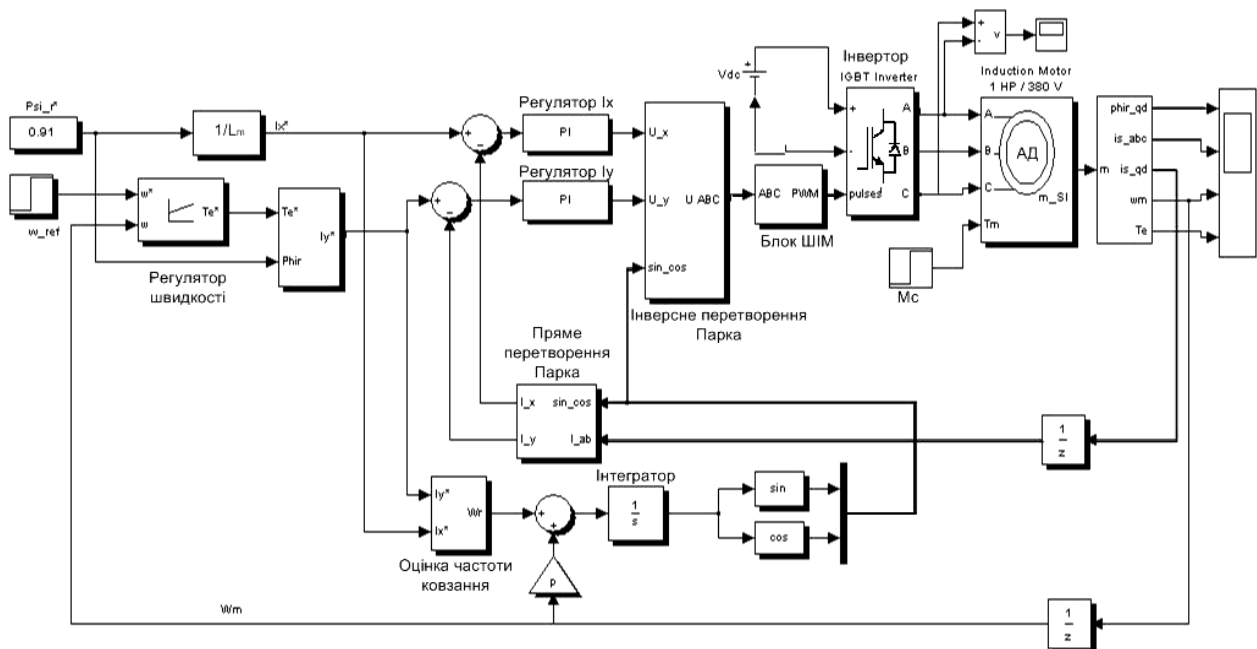 Інвертор
IGBT Inverter
Vdc
+
+
-
v
Induction Motor
1 HP / 380 V
Psi_r*
0.91
1/Lm
Ix*
Регулятор Ix
PI
Регулятор Iy
PI
+
-
+
-
U_x
U_y
sin_cos
U ABC
ABC
PWM
Блок ШІМ
+
-
pulses
A
B
C
A
B
C
Tm
АД
m_SI
m
phir_qd
is_abc
is_qd
wm
Te
w_ref
w*
w
Te*
Регулятор
швидкості
Te*
Phir
Iy*
Mc
Інверсне перетворення
Парка
Пряме
перетворення
Парка
I_x
I_y
sin_cos
I_ab
1
z
Iy*
Ix*
Wr
Оцінка частоти
ковзання
+
+
Інтегратор
1
s
sin
cos
p
Wm
1
z